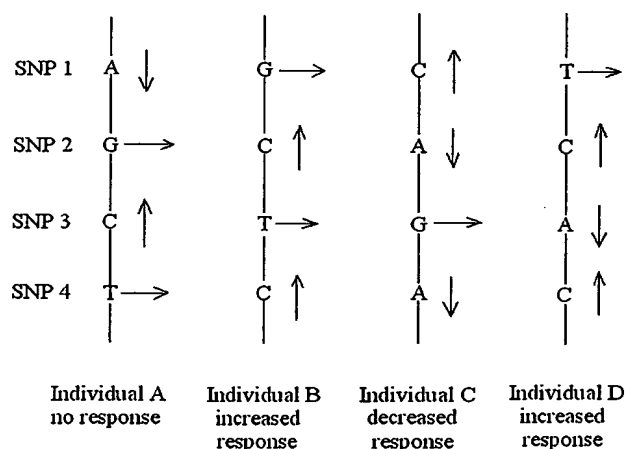 SNP 1 A G C T
SNP 2 G C A C
SNP 3 C T G A
SNP 4 T C A C
Individual A
no response
Individual B
increased
response
Individual C
decreased
response
Individual D
increased
response